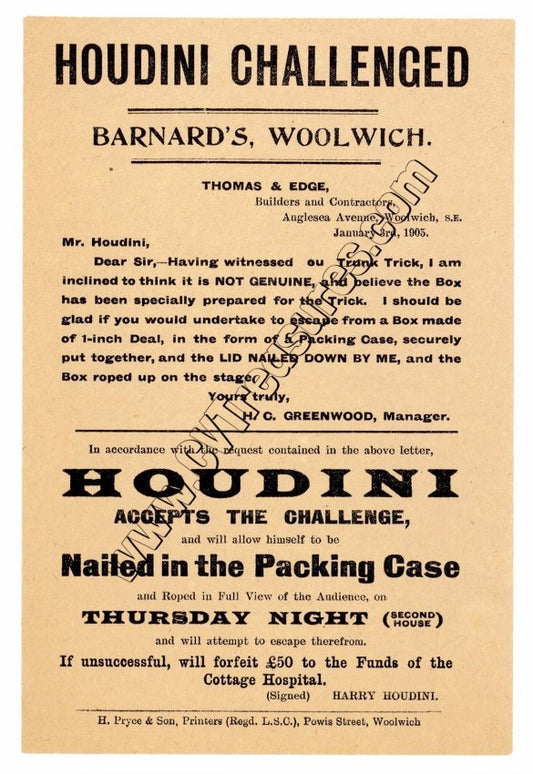 HOUDINI CHALLENGED
BARNARD'S, WOOLWICH.
THOMAS & EDGE,
Builders and Contractors,
Anglesea Avenue, Woolwich, S.E.
January 3rd, 1905.
Mr. Houdini,
Dear Sir,—Having witnessed ou Trunk Trick, I am
inclined to think it is NOT GENUINE, and believe the Box
has been specially prepared for the Trick. I should be
glad if you would undertake to escape from a Box made
of 1-inch Deal, in the form of a Packing Case, securely
put together, and the LID NAILED DOWN BY ME, and the
Box roped up on the stage.
Yours truly,
H. C. GREENWOOD, Manager.
In accordance with the request contained in the above letter,
HOUDINI
ACCEPTS THE CHALLENGE,
and will allow himself to be
Nailed in the Packing Case
and Roped in Full View of the Audience, on
THURSDAY NIGHT (SECOND HOUSE)
and will attempt to escape therefrom.
If unsuccessful, will forfeit £50 to the Funds of the
Cottage Hospital.
(Signed) HARRY HOUDINI.
H. Pryce & Son, Printers (Regd. L.S.C.), Powis Street, Woolwich
www.CVTreasures.com